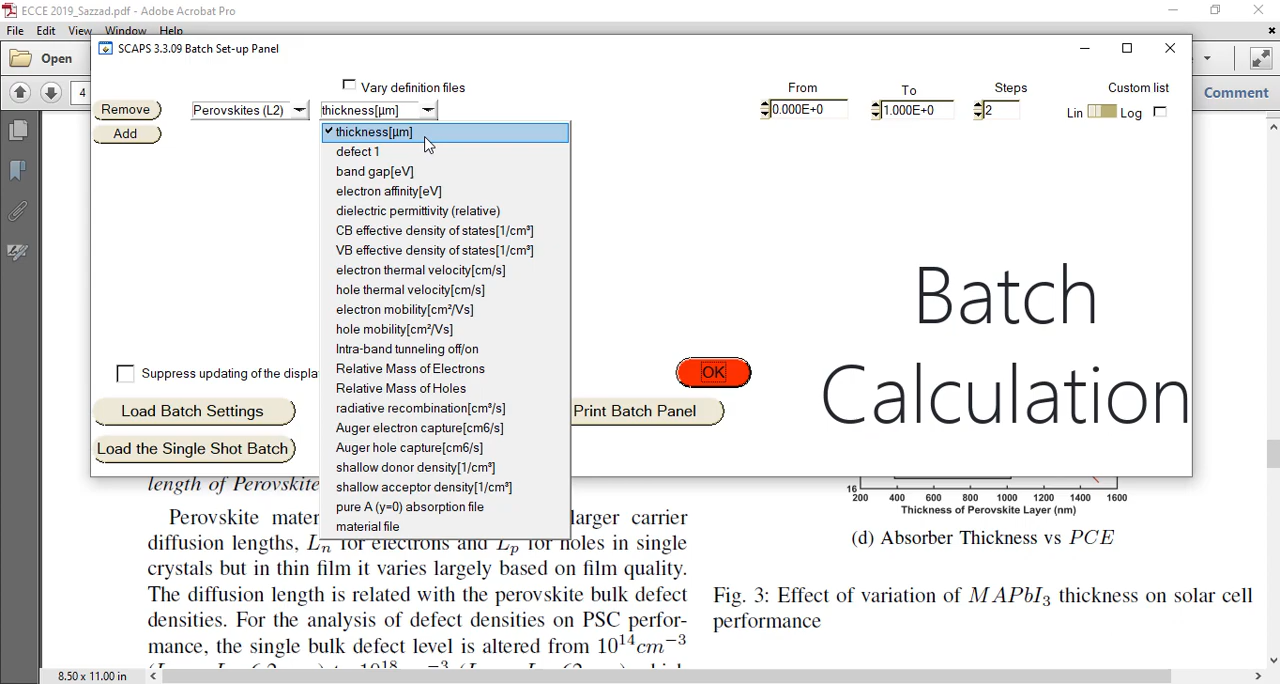 ECCE 2019_Sazzad.pdf - Adobe Acrobat Pro
File Edit View Window Help
Open
4
Comment
SCAPS 3.3.09 Batch Set-up Panel
Vary definition files
From To Steps Custom list
Remove Perovskites (L2) thickness[µm] 0.000E+0 1.000E+0 2 Lin Log
Add
thickness[µm]
defect 1
band gap[eV]
electron affinity[eV]
dielectric permittivity (relative)
CB effective density of states[1/cm³]
VB effective density of states[1/cm³]
electron thermal velocity[cm/s]
hole thermal velocity[cm/s]
electron mobility[cm²/Vs]
hole mobility[cm²/Vs]
Intra-band tunneling off/on
Relative Mass of Electrons
Relative Mass of Holes
radiative recombination[cm³/s]
Auger electron capture[cm6/s]
Auger hole capture[cm6/s]
shallow donor density[1/cm³]
shallow acceptor density[1/cm³]
pure A (y=0) absorption file
material file
Suppress updating of the displa
OK
Load Batch Settings
Print Batch Panel
Load the Single Shot Batch
Batch
Calculation
length of Perovskite
Perovskite mater larger carrier
diffusion lengths, Ln for electrons and Lp for holes in single
crystals but in thin film it varies largely based on film quality.
The diffusion length is related with the perovskite bulk defect
densities. For the analysis of defect densities on PSC perfor-
mance, the single bulk defect level is altered from 10¹⁴cm⁻³
16
200 400 600 800 1000 1200 1400 1600
Thickness of Perovskite Layer (nm)
(d) Absorber Thickness vs PCE
Fig. 3: Effect of variation of MAPbI₃ thickness on solar cell
performance
8.50 x 11.00 in